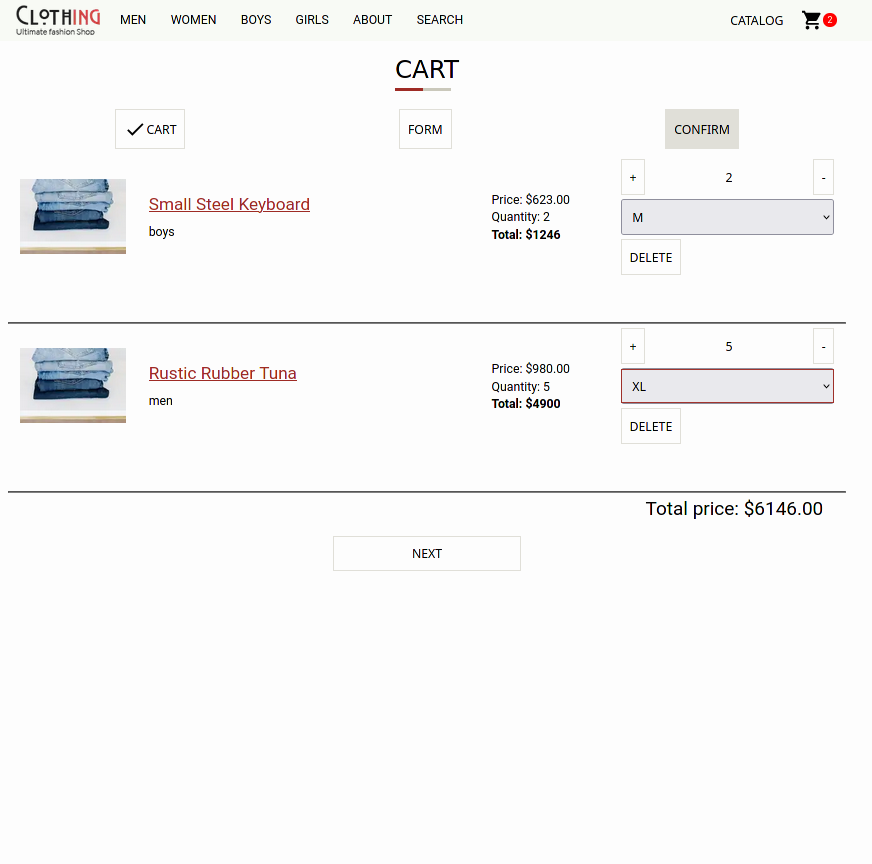 CLOTHING
Ultimate fashion Shop
MEN WOMEN BOYS GIRLS ABOUT SEARCH CATALOG 2
CART
CART FORM CONFIRM
Small Steel Keyboard
boys
Price: $623.00
Quantity: 2
Total: $1246
+ 2 -
M
DELETE
Rustic Rubber Tuna
men
Price: $980.00
Quantity: 5
Total: $4900
+ 5 -
XL
DELETE
Total price: $6146.00
NEXT